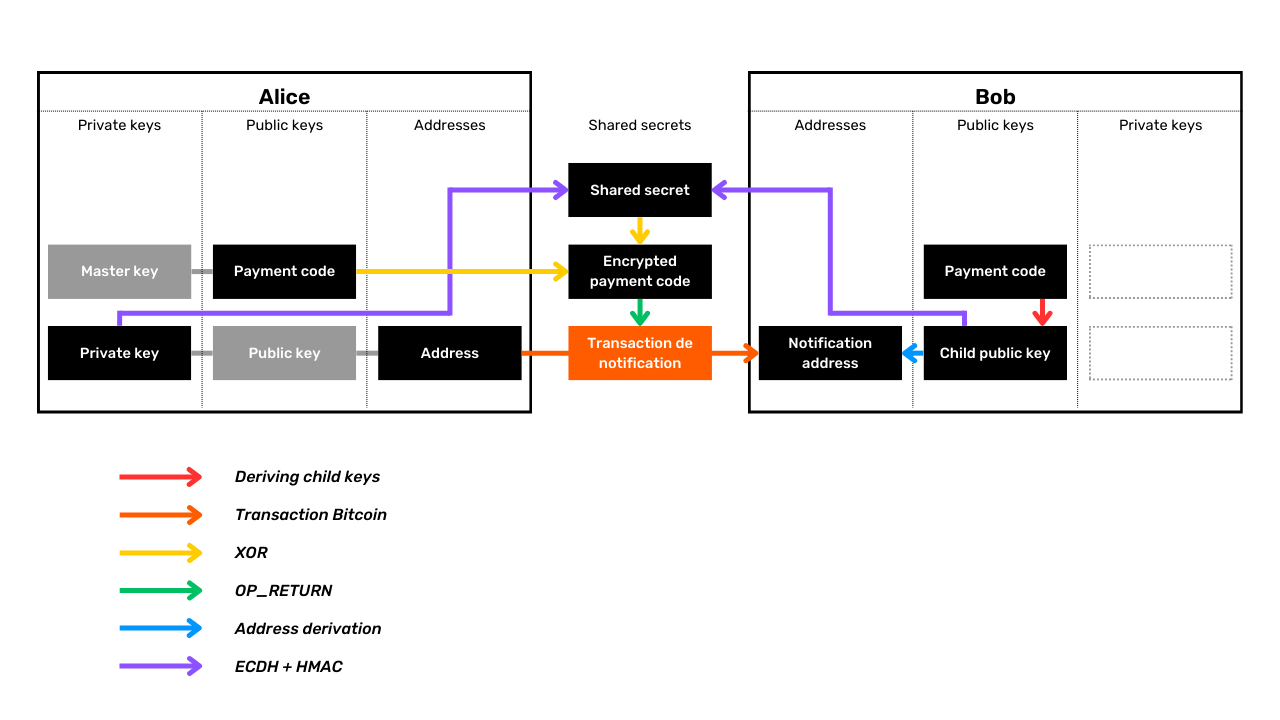 Alice
Private keys
Public keys
Addresses
Master key
Payment code
Private key
Public key
Address
Shared secrets
Shared secret
Encrypted
payment code
Transaction de
notification
Bob
Addresses
Public keys
Private keys
Payment code
Notification
address
Child public key
Deriving child keys
Transaction Bitcoin
XOR
OP_RETURN
Address derivation
ECDH + HMAC